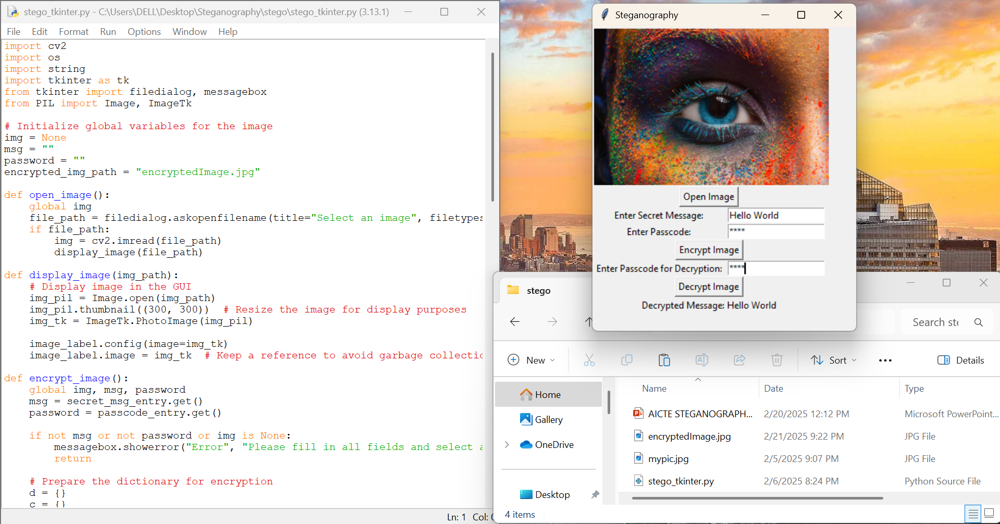 stego_tkinter.py - C:\Users\DELL\Desktop\Steganography\stego\stego_tkinter.py (3.13.1)
File Edit Format Run Options Window Help
import cv2
import os
import string
import tkinter as tk
from tkinter import filedialog, messagebox
from PIL import Image, ImageTk
# Initialize global variables for the image
img = None
msg = ""
password = ""
encrypted_img_path = "encryptedImage.jpg"
def open_image():
    global img
    file_path = filedialog.askopenfilename(title="Select an image", filetypes
    if file_path:
        img = cv2.imread(file_path)
        display_image(file_path)
def display_image(img_path):
    # Display image in the GUI
    img_pil = Image.open(img_path)
    img_pil.thumbnail((300, 300))  # Resize the image for display purposes
    img_tk = ImageTk.PhotoImage(img_pil)
    image_label.config(image=img_tk)
    image_label.image = img_tk  # Keep a reference to avoid garbage collectio
def encrypt_image():
    global img, msg, password
    msg = secret_msg_entry.get()
    password = passcode_entry.get()
    if not msg or not password or img is None:
        messagebox.showerror("Error", "Please fill in all fields and select a
        return
    # Prepare the dictionary for encryption
    d = {}
    c = {}
Ln: 1 Col: 0
Steganography
Open Image
Enter Secret Message: Hello World
Enter Passcode: ****
Encrypt Image
Enter Passcode for Decryption: ****
Decrypt Image
Decrypted Message: Hello World
stego
Search ste
New Sort ••• Details
Home
Gallery
OneDrive
Desktop
Name Date Type
AICTE STEGANOGRAPH... 2/20/2025 12:12 PM Microsoft PowerPoint...
encryptedImage.jpg 2/21/2025 9:22 PM JPG File
mypic.jpg 2/5/2025 9:07 PM JPG File
stego_tkinter.py 2/6/2025 8:24 PM Python Source File
4 items